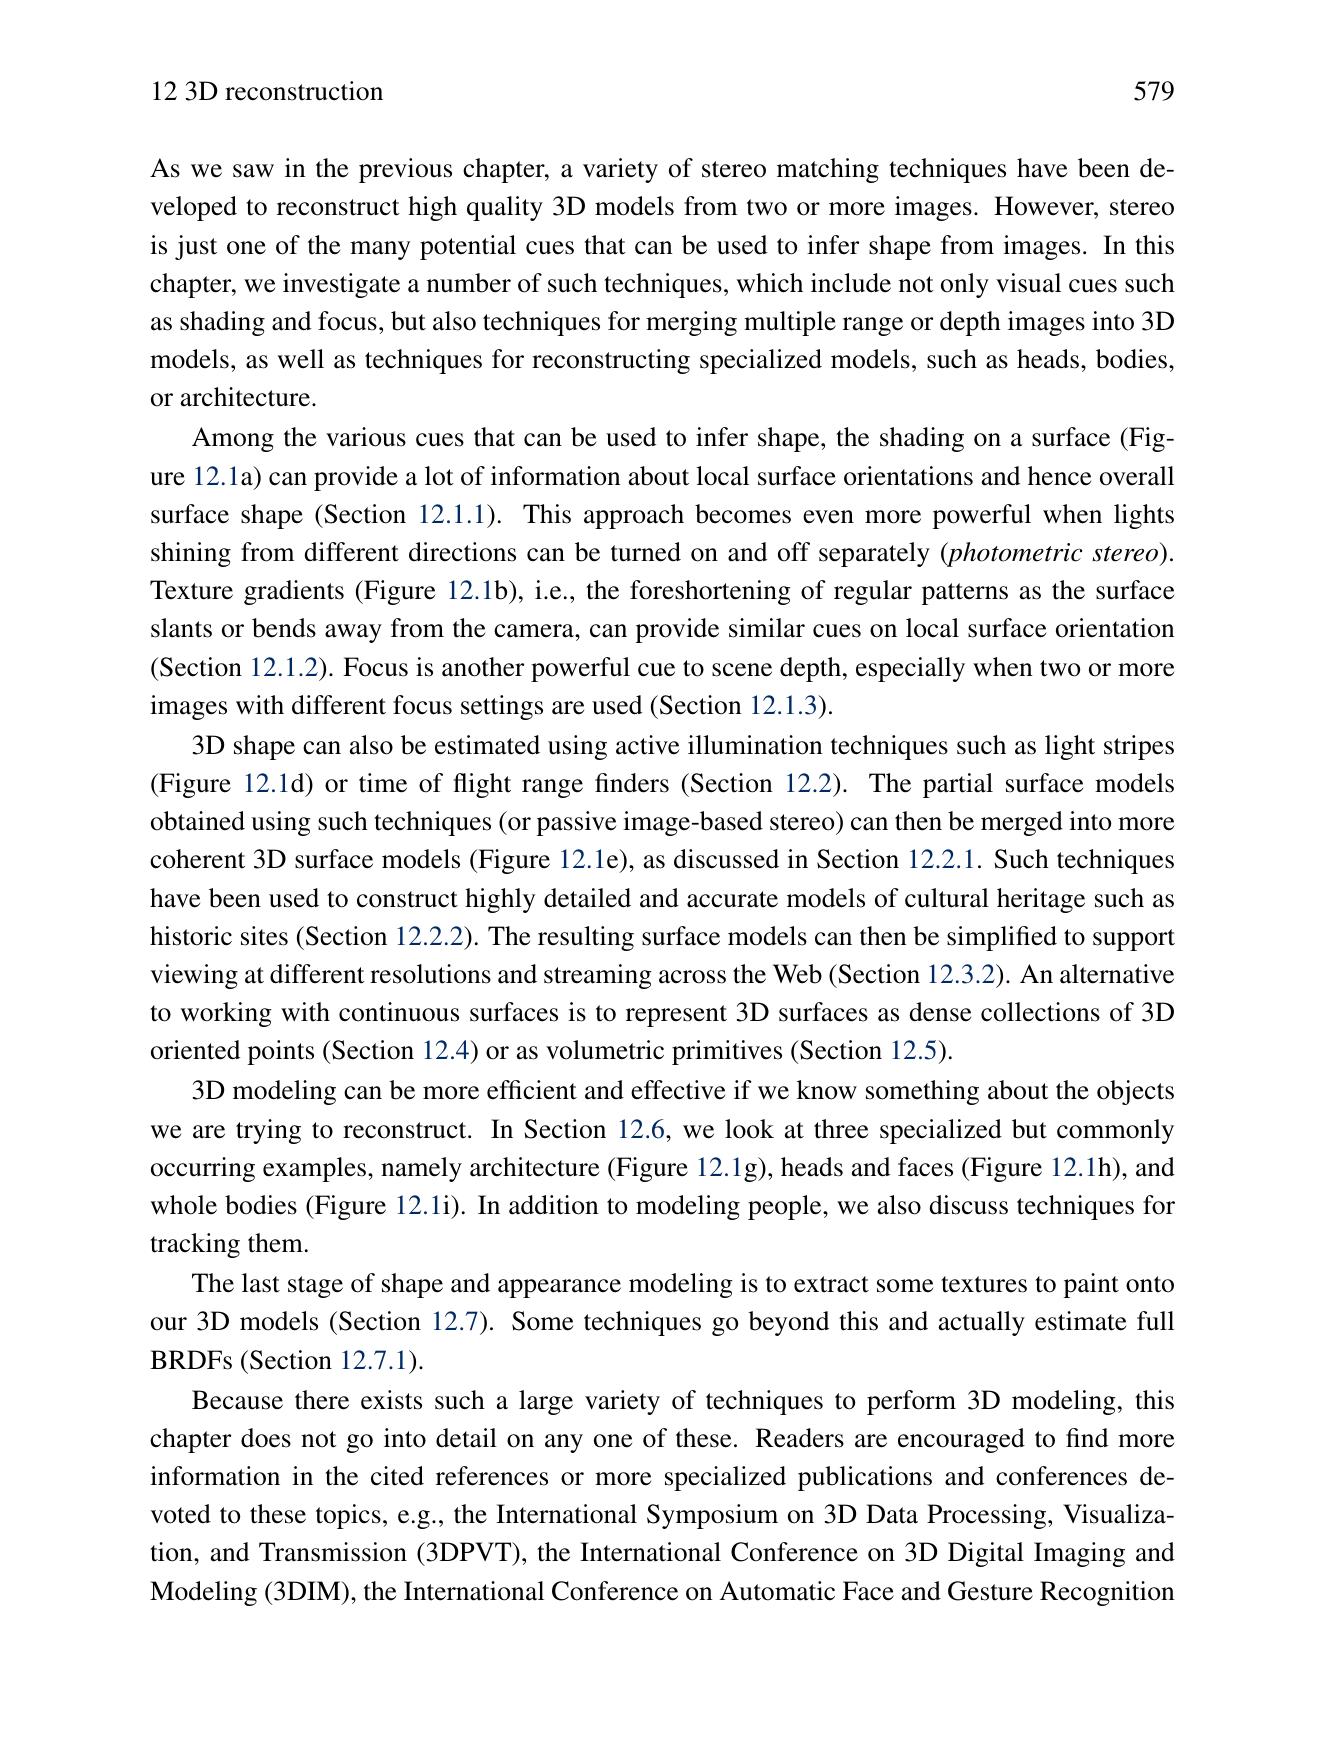 12 3D reconstruction 579
As we saw in the previous chapter, a variety of stereo matching techniques have been de-
veloped to reconstruct high quality 3D models from two or more images. However, stereo
is just one of the many potential cues that can be used to infer shape from images. In this
chapter, we investigate a number of such techniques, which include not only visual cues such
as shading and focus, but also techniques for merging multiple range or depth images into 3D
models, as well as techniques for reconstructing specialized models, such as heads, bodies,
or architecture.
Among the various cues that can be used to infer shape, the shading on a surface (Fig-
ure 12.1a) can provide a lot of information about local surface orientations and hence overall
surface shape (Section 12.1.1). This approach becomes even more powerful when lights
shining from different directions can be turned on and off separately (photometric stereo).
Texture gradients (Figure 12.1b), i.e., the foreshortening of regular patterns as the surface
slants or bends away from the camera, can provide similar cues on local surface orientation
(Section 12.1.2). Focus is another powerful cue to scene depth, especially when two or more
images with different focus settings are used (Section 12.1.3).
3D shape can also be estimated using active illumination techniques such as light stripes
(Figure 12.1d) or time of flight range finders (Section 12.2). The partial surface models
obtained using such techniques (or passive image-based stereo) can then be merged into more
coherent 3D surface models (Figure 12.1e), as discussed in Section 12.2.1. Such techniques
have been used to construct highly detailed and accurate models of cultural heritage such as
historic sites (Section 12.2.2). The resulting surface models can then be simplified to support
viewing at different resolutions and streaming across the Web (Section 12.3.2). An alternative
to working with continuous surfaces is to represent 3D surfaces as dense collections of 3D
oriented points (Section 12.4) or as volumetric primitives (Section 12.5).
3D modeling can be more efficient and effective if we know something about the objects
we are trying to reconstruct. In Section 12.6, we look at three specialized but commonly
occurring examples, namely architecture (Figure 12.1g), heads and faces (Figure 12.1h), and
whole bodies (Figure 12.1i). In addition to modeling people, we also discuss techniques for
tracking them.
The last stage of shape and appearance modeling is to extract some textures to paint onto
our 3D models (Section 12.7). Some techniques go beyond this and actually estimate full
BRDFs (Section 12.7.1).
Because there exists such a large variety of techniques to perform 3D modeling, this
chapter does not go into detail on any one of these. Readers are encouraged to find more
information in the cited references or more specialized publications and conferences de-
voted to these topics, e.g., the International Symposium on 3D Data Processing, Visualiza-
tion, and Transmission (3DPVT), the International Conference on 3D Digital Imaging and
Modeling (3DIM), the International Conference on Automatic Face and Gesture Recognition